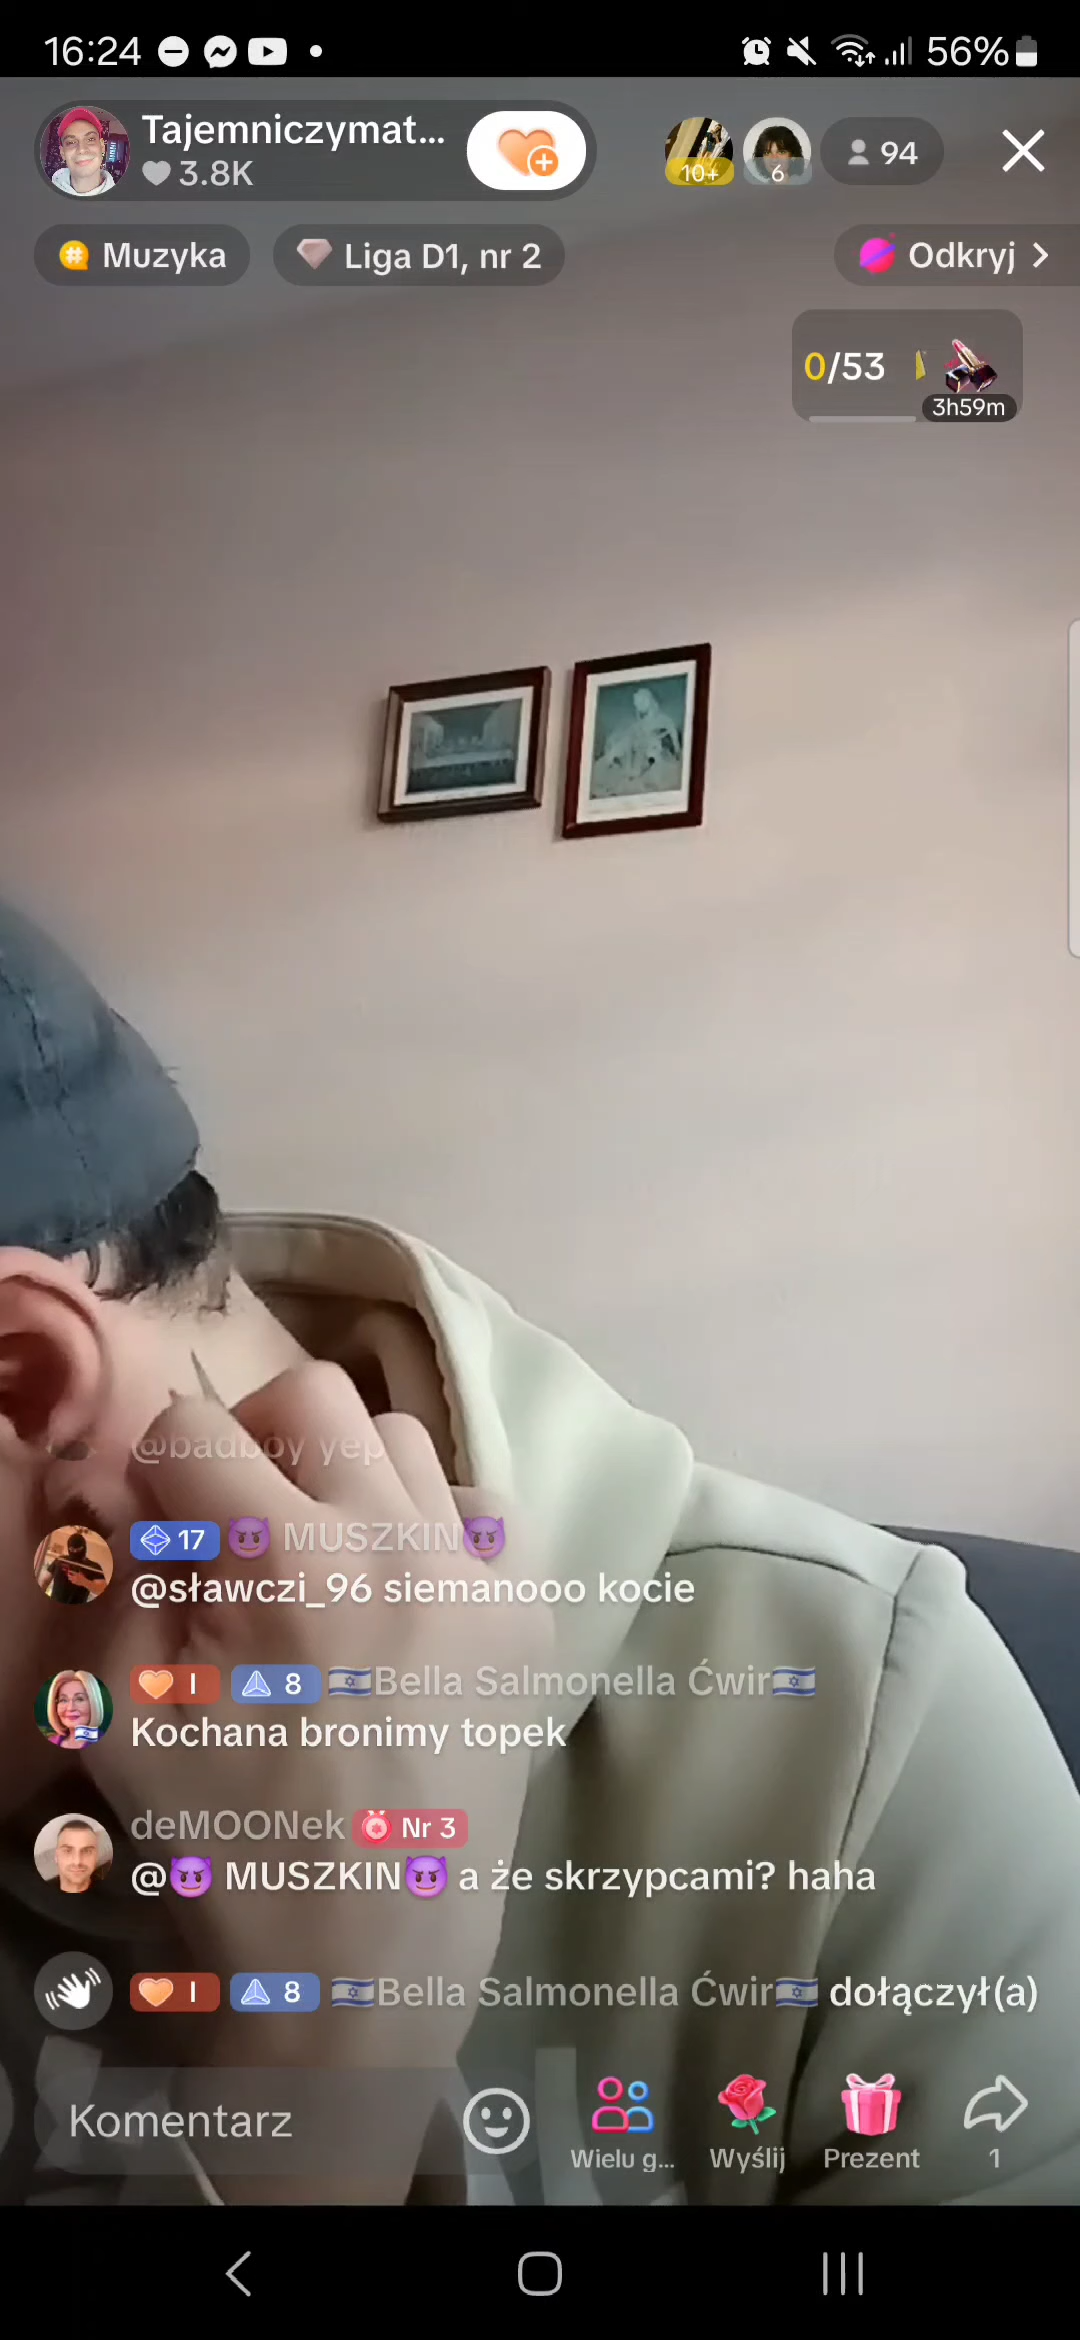 16:24
56%
Tajemniczymat...
3.8K
10+
6
94
Muzyka
Liga D1, nr 2
Odkryj
0/53
3h59m
@badboy yep
17 😈 MUSZKIN😈
@sławczi_96 siemanooo kocie
I 8 🇮🇱Bella Salmonella Ćwir🇮🇱
Kochana bronimy topek
deMOONek Nr 3
@😈 MUSZKIN😈 a że skrzypcami? haha
I 8 🇮🇱Bella Salmonella Ćwir🇮🇱 dołączył(a)
Komentarz
Wielu g...
Wyślij
Prezent
1